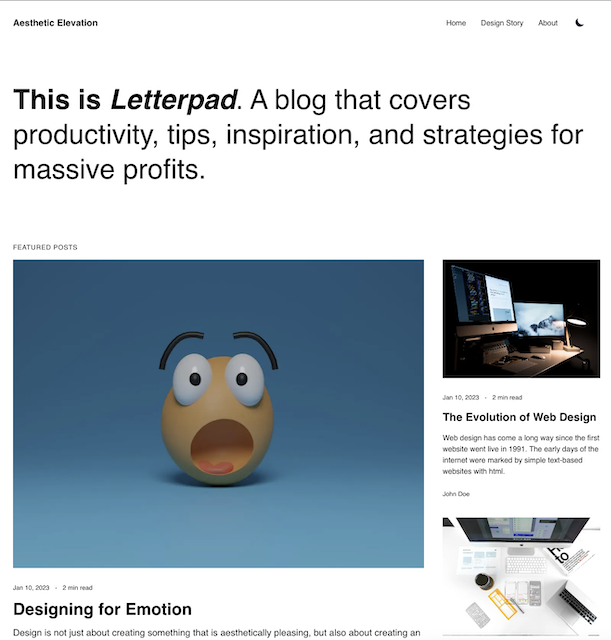 Aesthetic Elevation
Home Design Story About
This is Letterpad. A blog that covers
productivity, tips, inspiration, and strategies for
massive profits.
FEATURED POSTS
Jan 10, 2023 • 2 min read
Designing for Emotion
Design is not just about creating something that is aesthetically pleasing, but also about creating an
Jan 10, 2023 • 2 min read
The Evolution of Web Design
Web design has come a long way since the first
website went live in 1991. The early days of the
internet were marked by simple text-based
websites with html.
John Doe